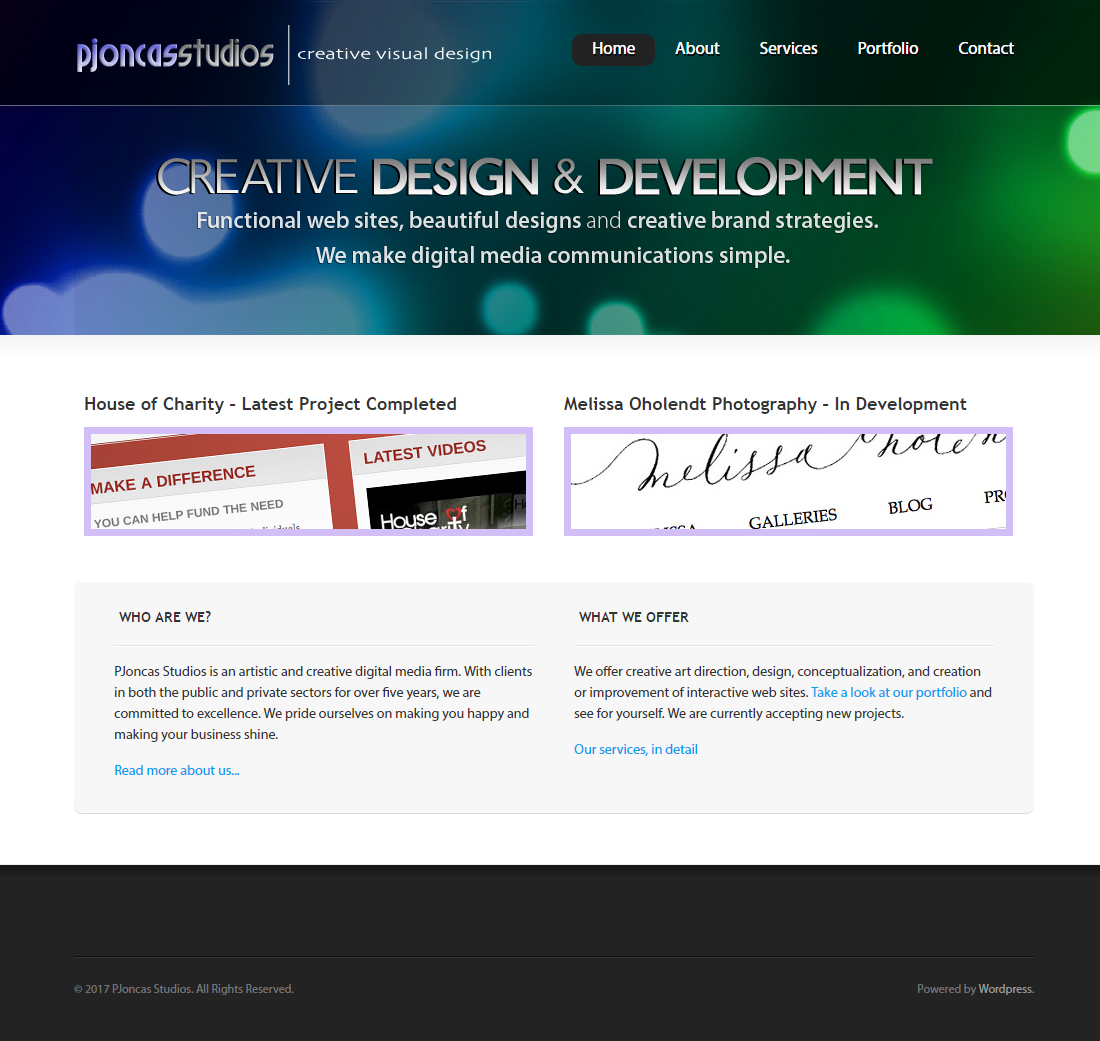 pjoncasstudios creative visual design Home About Services Portfolio Contact
CREATIVE DESIGN & DEVELOPMENT
Functional web sites, beautiful designs and creative brand strategies.
We make digital media communications simple.
House of Charity - Latest Project Completed
MAKE A DIFFERENCE
YOU CAN HELP FUND THE NEED
LATEST VIDEOS
House of
Melissa Oholendt Photography - In Development
melissa
GALLERIES BLOG
WHO ARE WE?
PJoncas Studios is an artistic and creative digital media firm. With clients
in both the public and private sectors for over five years, we are
committed to excellence. We pride ourselves on making you happy and
making your business shine.
Read more about us...
WHAT WE OFFER
We offer creative art direction, design, conceptualization, and creation
or improvement of interactive web sites. Take a look at our portfolio and
see for yourself. We are currently accepting new projects.
Our services, in detail
© 2017 PJoncas Studios. All Rights Reserved.
Powered by Wordpress.